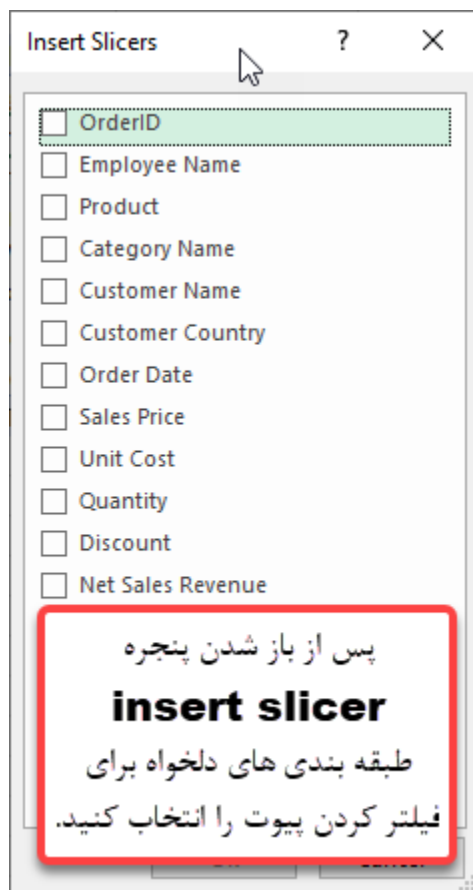 Insert Slicers ? ×
OrderID
Employee Name
Product
Category Name
Customer Name
Customer Country
Order Date
Sales Price
Unit Cost
Quantity
Discount
Net Sales Revenue
پس از باز شدن پنجره
insert slicer
طبقه بندی های دلخواه برای
فیلتر کردن پیوت را انتخاب کنید.